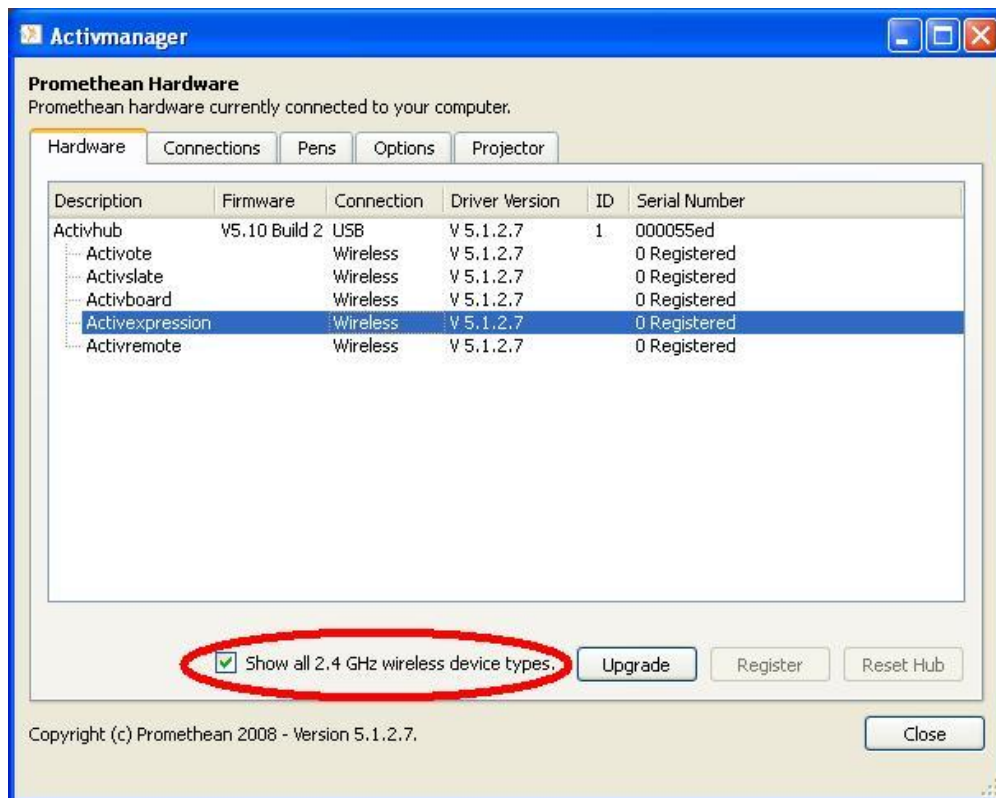 Activmanager
Promethean Hardware
Promethean hardware currently connected to your computer.
Hardware Connections Pens Options Projector
Description Firmware Connection Driver Version ID Serial Number
Activhub V5.10 Build 2 USB V 5.1.2.7 1 000055ed
Activote Wireless V 5.1.2.7 0 Registered
Activslate Wireless V 5.1.2.7 0 Registered
Activboard Wireless V 5.1.2.7 0 Registered
Activexpression Wireless V 5.1.2.7 0 Registered
Activremote Wireless V 5.1.2.7 0 Registered
Show all 2.4 GHz wireless device types. Upgrade Register Reset Hub
Copyright (c) Promethean 2008 - Version 5.1.2.7. Close